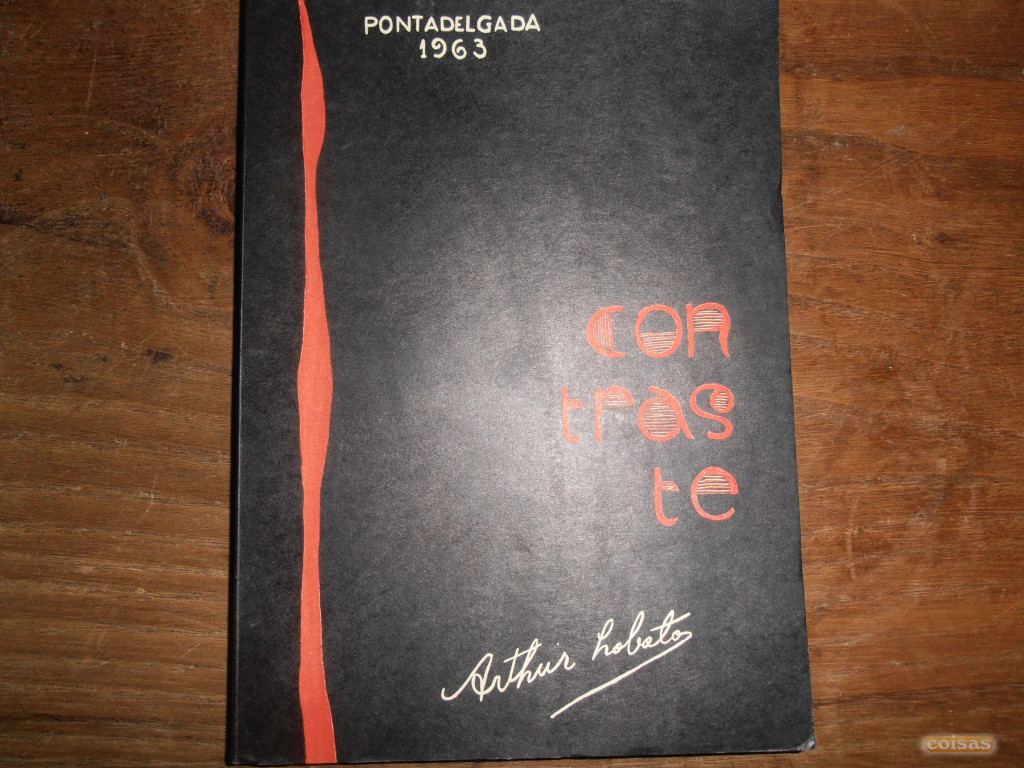 PONTADELGADA
1963
con
tras
te
Arthur Lobato
coisas